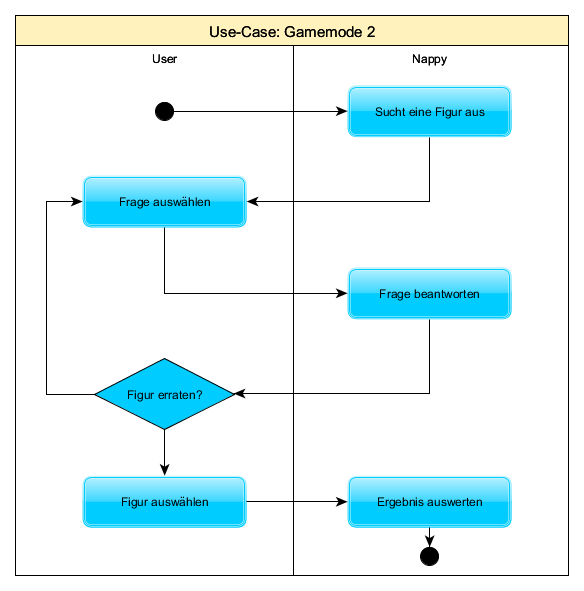 Use-Case: Gamemode 2
User
Nappy
Sucht eine Figur aus
Frage auswählen
Frage beantworten
Figur erraten?
Figur auswählen
Ergebnis auswerten